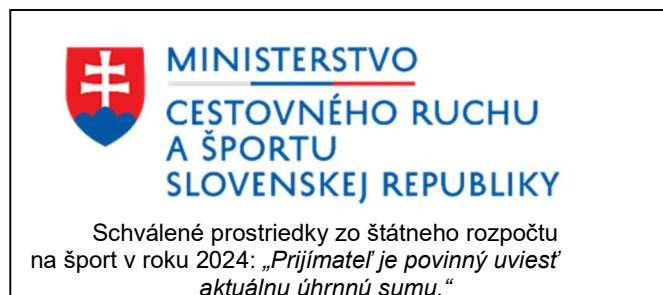 MINISTERSTVO
CESTOVNÉHO RUCHU
A ŠPORTU
SLOVENSKEJ REPUBLIKY
Schválené prostriedky zo štátneho rozpočtu
na šport v roku 2024: „Prijímateľ je povinný uviesť
aktuálnu úhrnnú sumu.“